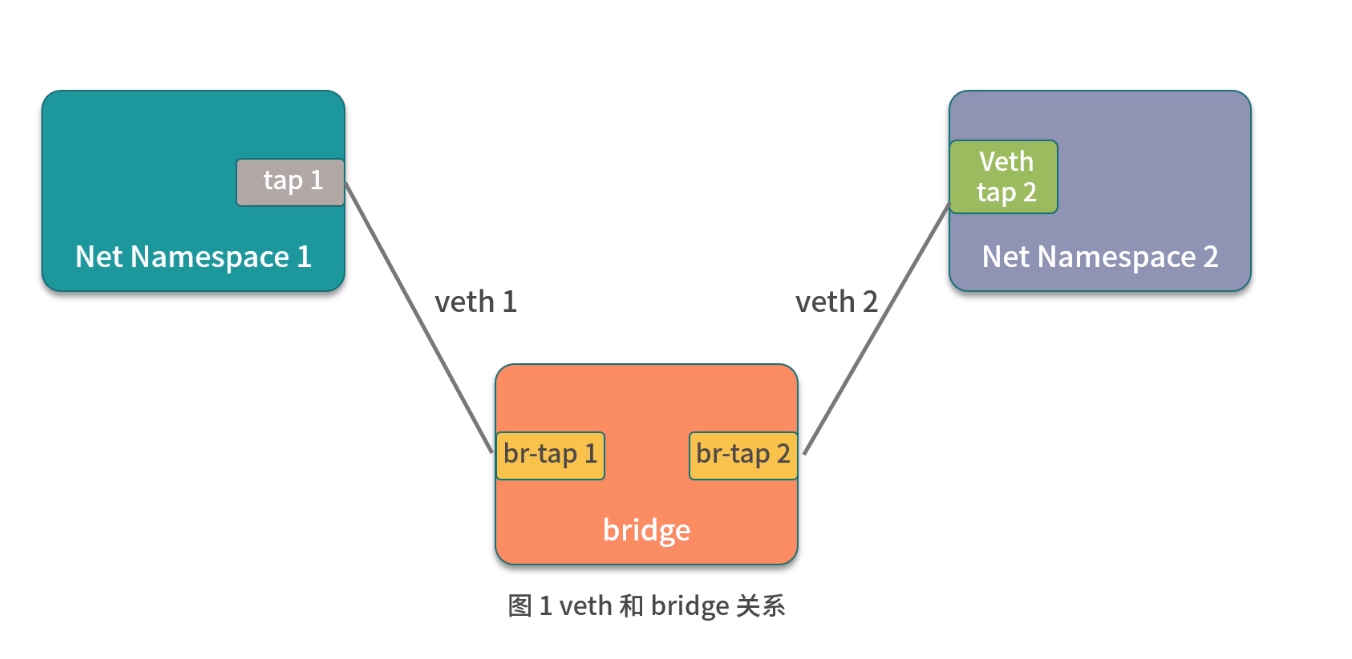 tap 1
Net Namespace 1
Veth
tap 2
Net Namespace 2
veth 1
veth 2
br-tap 1
br-tap 2
bridge
图 1 veth 和 bridge 关系